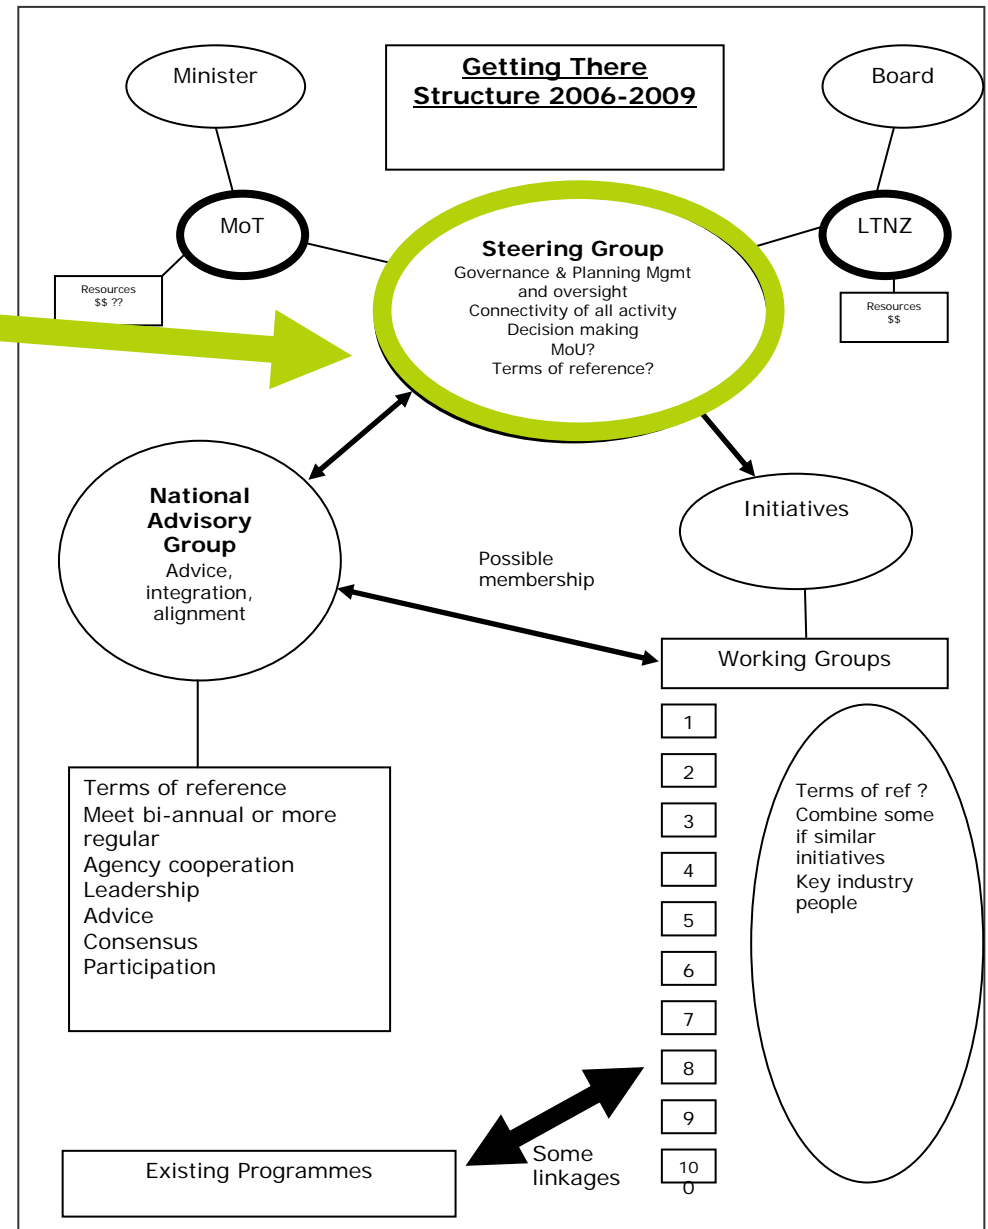 Minister
Getting There
Structure 2006-2009
Board
MoT
LTNZ
Steering Group
Governance & Planning Mgmt
and oversight
Connectivity of all activity
Decision making
MoU?
Terms of reference?
Resources
$$ ??
Resources
$$
National
Advisory
Group
Advice,
integration,
alignment
Initiatives
Possible
membership
Working Groups
1
2
3
4
5
6
7
8
9
10
0
Terms of ref ?
Combine some
if similar
initiatives
Key industry
people
Terms of reference
Meet bi-annual or more
regular
Agency cooperation
Leadership
Advice
Consensus
Participation
Some
linkages
Existing Programmes